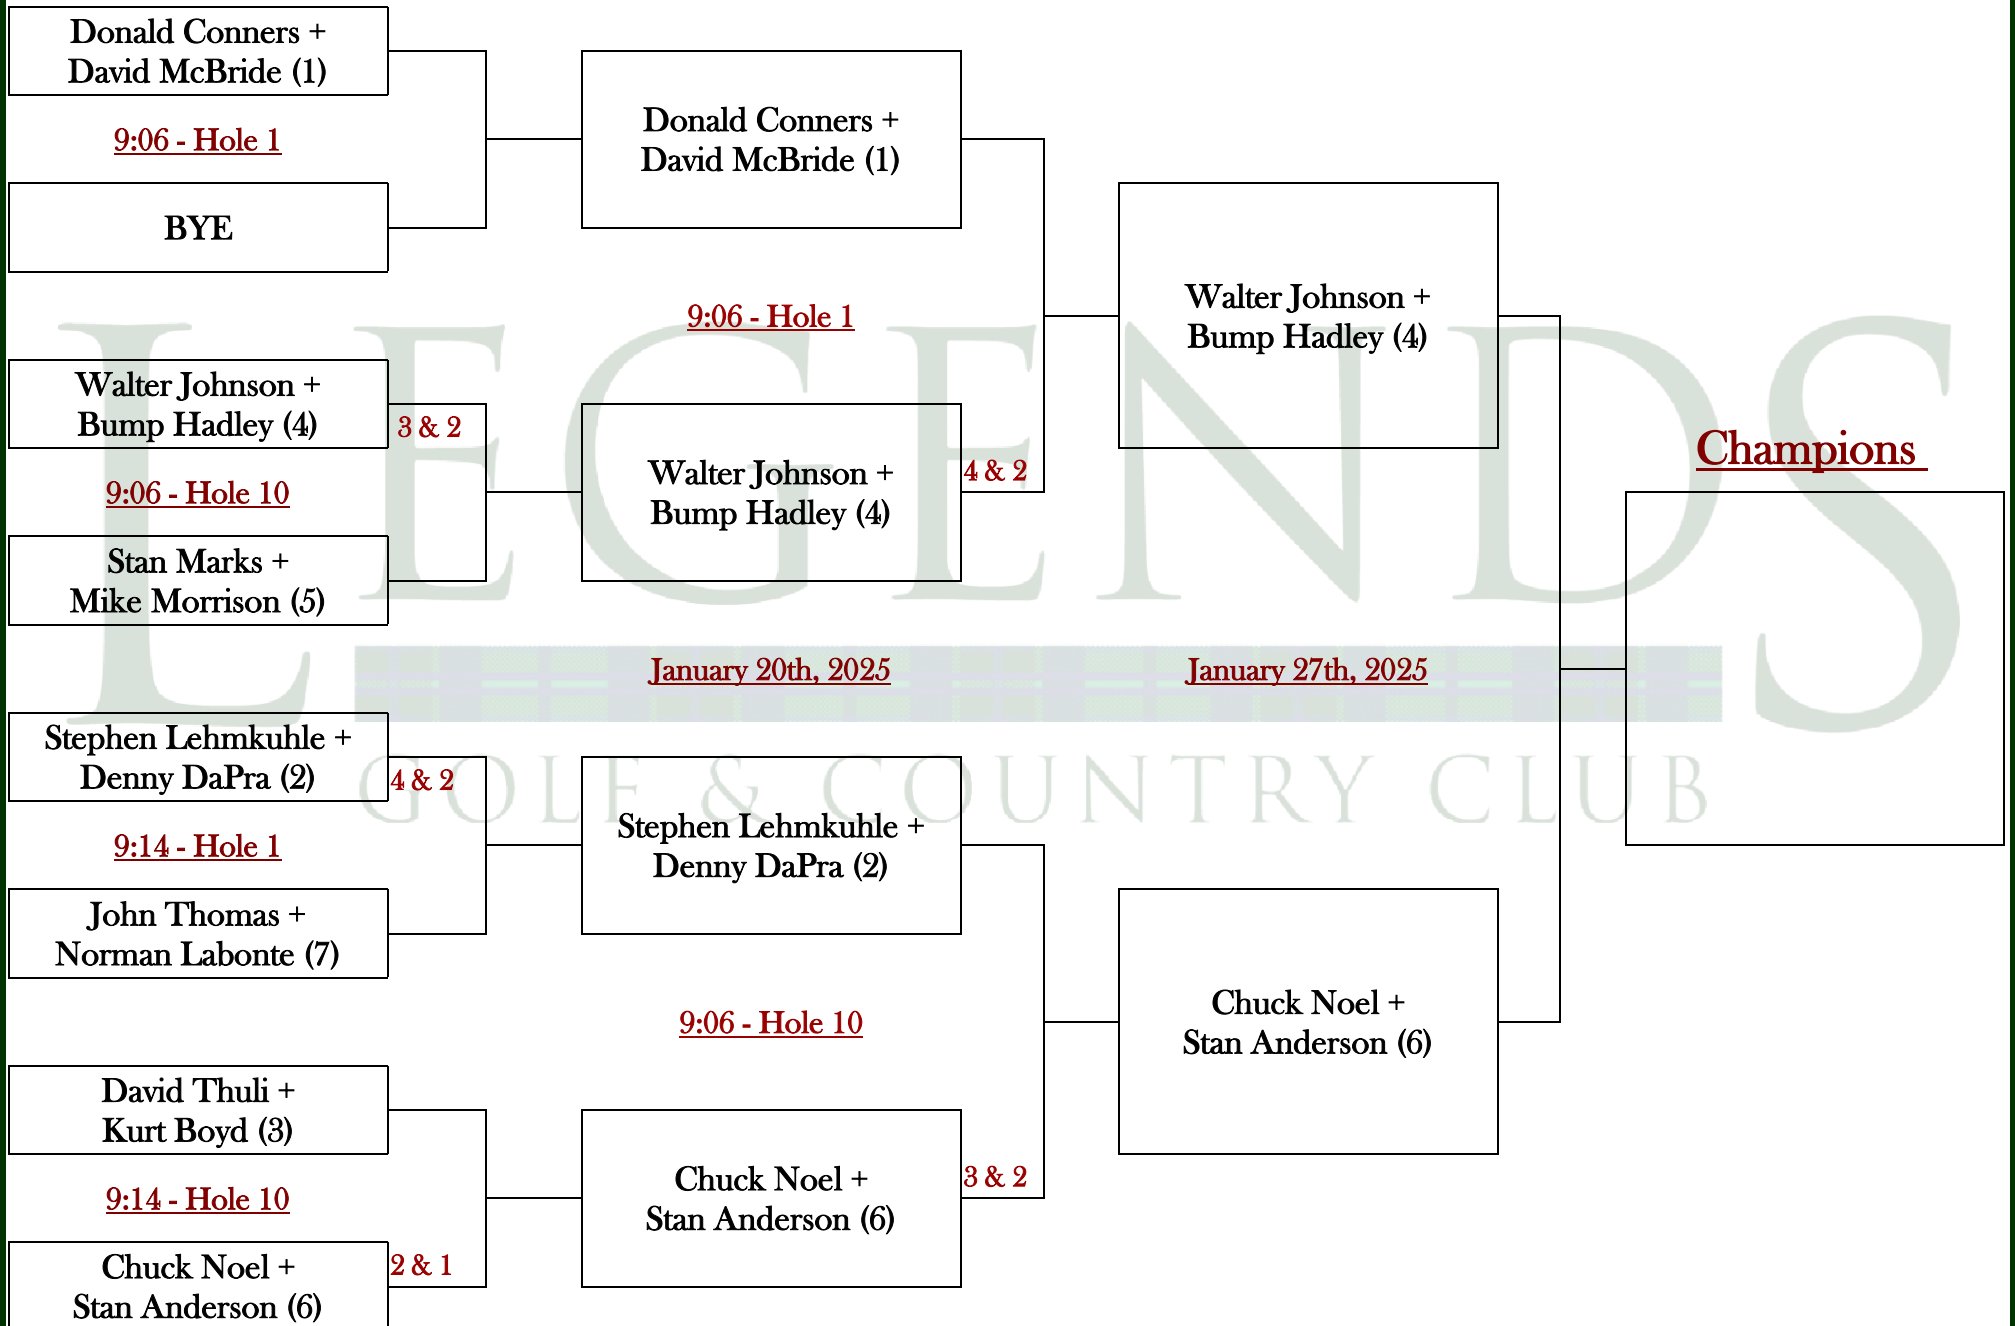 Donald Conners +
David McBride (1)
9:06 - Hole 1
BYE
Walter Johnson +
Bump Hadley (4)
3 & 2
9:06 - Hole 10
Stan Marks +
Mike Morrison (5)
Stephen Lehmkuhle +
Denny DaPra (2)
4 & 2
9:14 - Hole 1
John Thomas +
Norman Labonte (7)
David Thuli +
Kurt Boyd (3)
9:14 - Hole 10
Chuck Noel +
Stan Anderson (6)
2 & 1
Donald Conners +
David McBride (1)
9:06 - Hole 1
Walter Johnson +
Bump Hadley (4)
4 & 2
January 20th, 2025
Stephen Lehmkuhle +
Denny DaPra (2)
9:06 - Hole 10
Chuck Noel +
Stan Anderson (6)
3 & 2
Walter Johnson +
Bump Hadley (4)
January 27th, 2025
Chuck Noel +
Stan Anderson (6)
Champions
LEGENDS
GOLF & COUNTRY CLUB